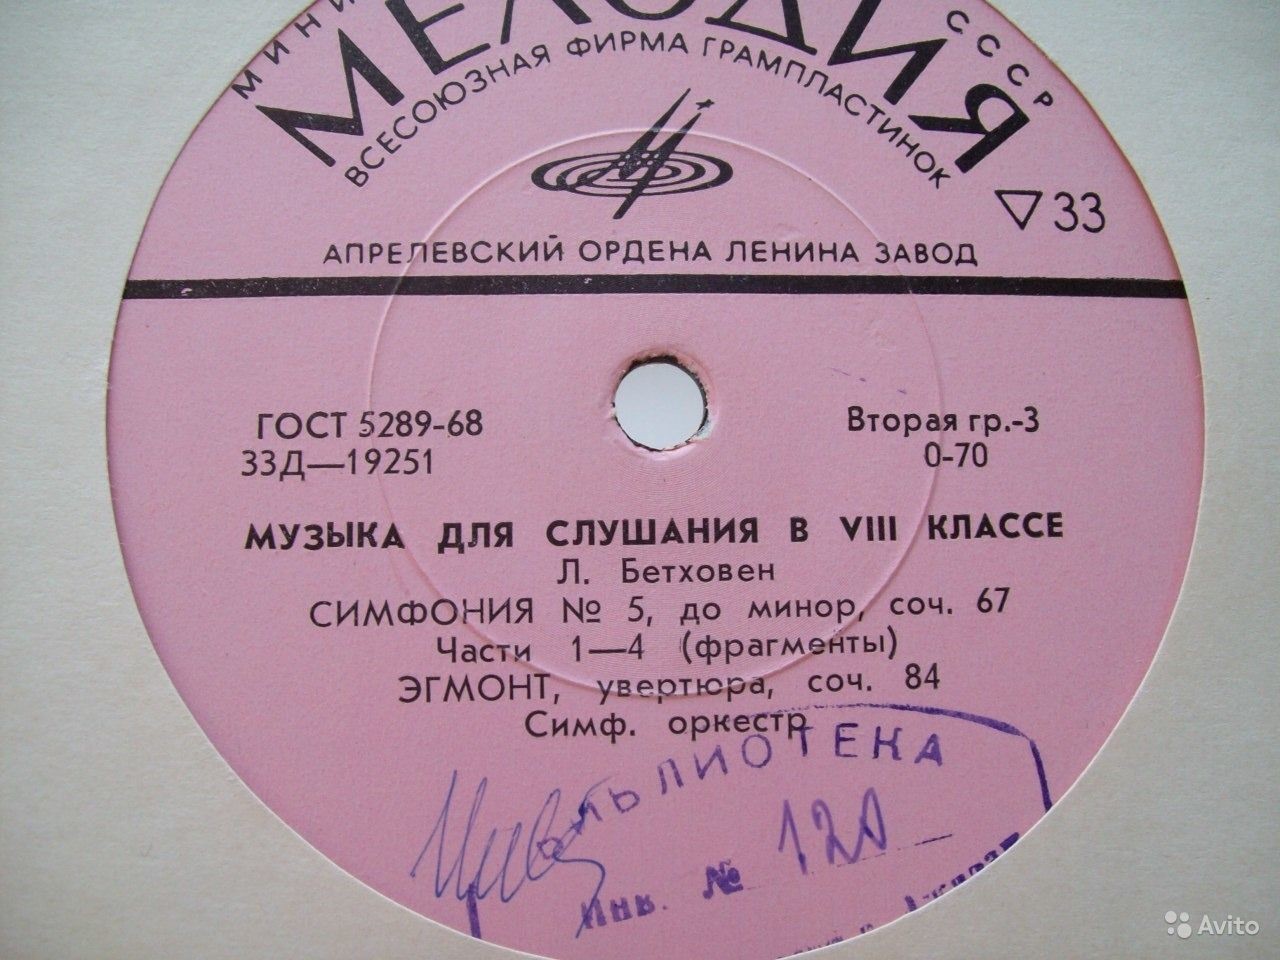 МЕЛОДИЯ
СССР
ВСЕСОЮЗНАЯ ФИРМА ГРАМПЛАСТИНОК
33
АПРЕЛЕВСКИЙ ОРДЕНА ЛЕНИНА ЗАВОД
ГОСТ 5289-68
33Д—19251
Вторая гр.-3
0-70
МУЗЫКА ДЛЯ СЛУШАНИЯ В VIII КЛАССЕ
Л. Бетховен
СИМФОНИЯ № 5, до минор, соч. 67
Части 1—4 (фрагменты)
ЭГМОНТ, увертюра, соч. 84
Симф. оркестр
БИБЛИОТЕКА
Инв. № 120
Avito